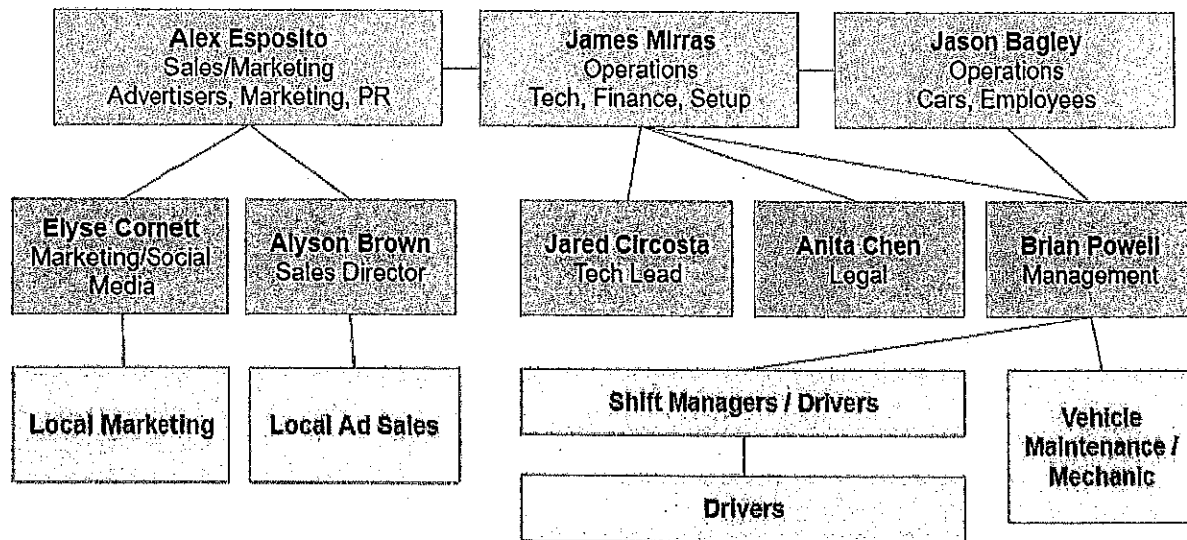 Alex Esposito
Sales/Marketing
Advertisers, Marketing, PR
James Mirras
Operations
Tech, Finance, Setup
Jason Bagley
Operations
Cars, Employees
Elyse Cornett
Marketing/Social
Media
Alyson Brown
Sales Director
Jared Circosta
Tech Lead
Anita Chen
Legal
Brian Powell
Management
Local Marketing
Local Ad Sales
Shift Managers / Drivers
Vehicle
Maintenance /
Mechanic
Drivers